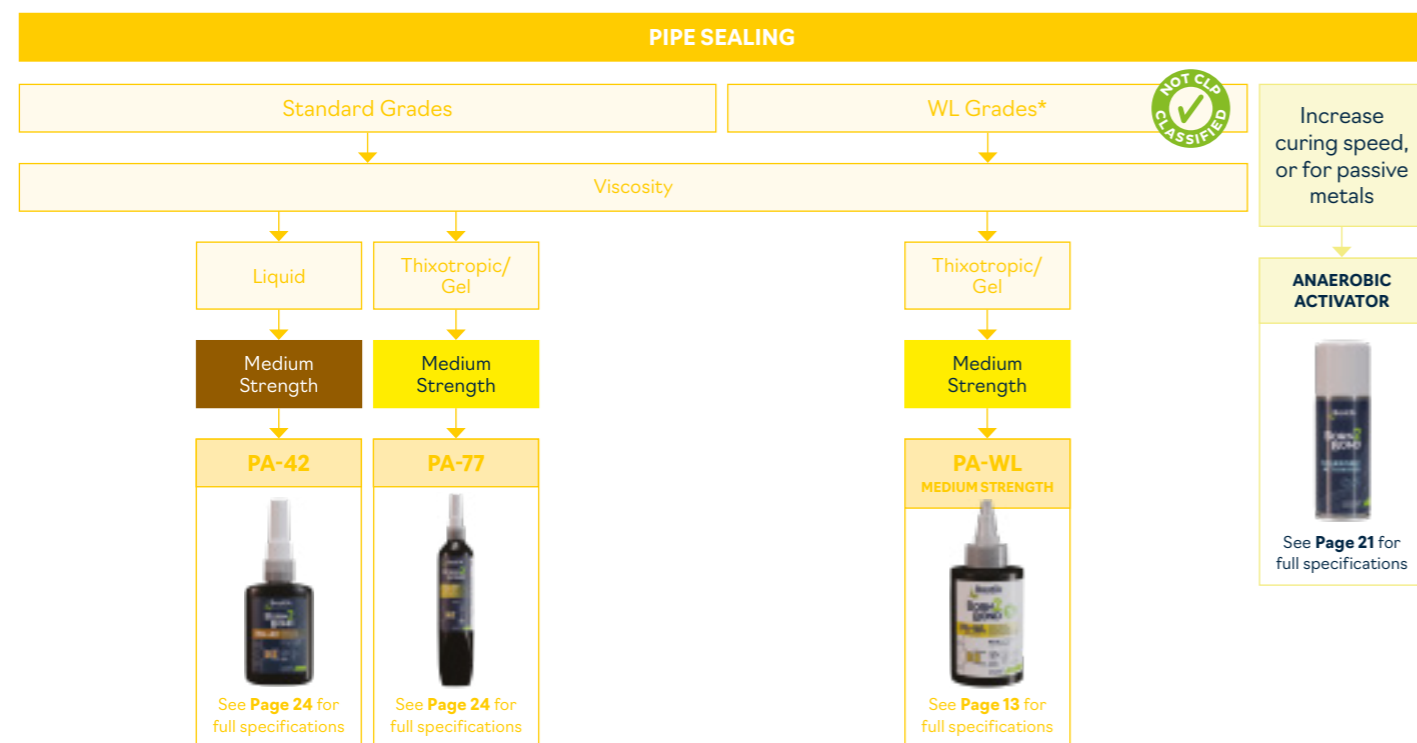 PIPE SEALING
Standard Grades
WL Grades*
NOT CLP
CLASSIFIED
Increase
curing speed,
or for passive
metals
Viscosity
Liquid
Thixotropic/
Gel
Thixotropic/
Gel
ANAEROBIC
ACTIVATOR
Medium
Strength
Medium
Strength
Medium
Strength
PA-42
PA-77
PA-WL
MEDIUM STRENGTH
See Page 24 for
full specifications
See Page 24 for
full specifications
See Page 13 for
full specifications
See Page 21 for
full specifications